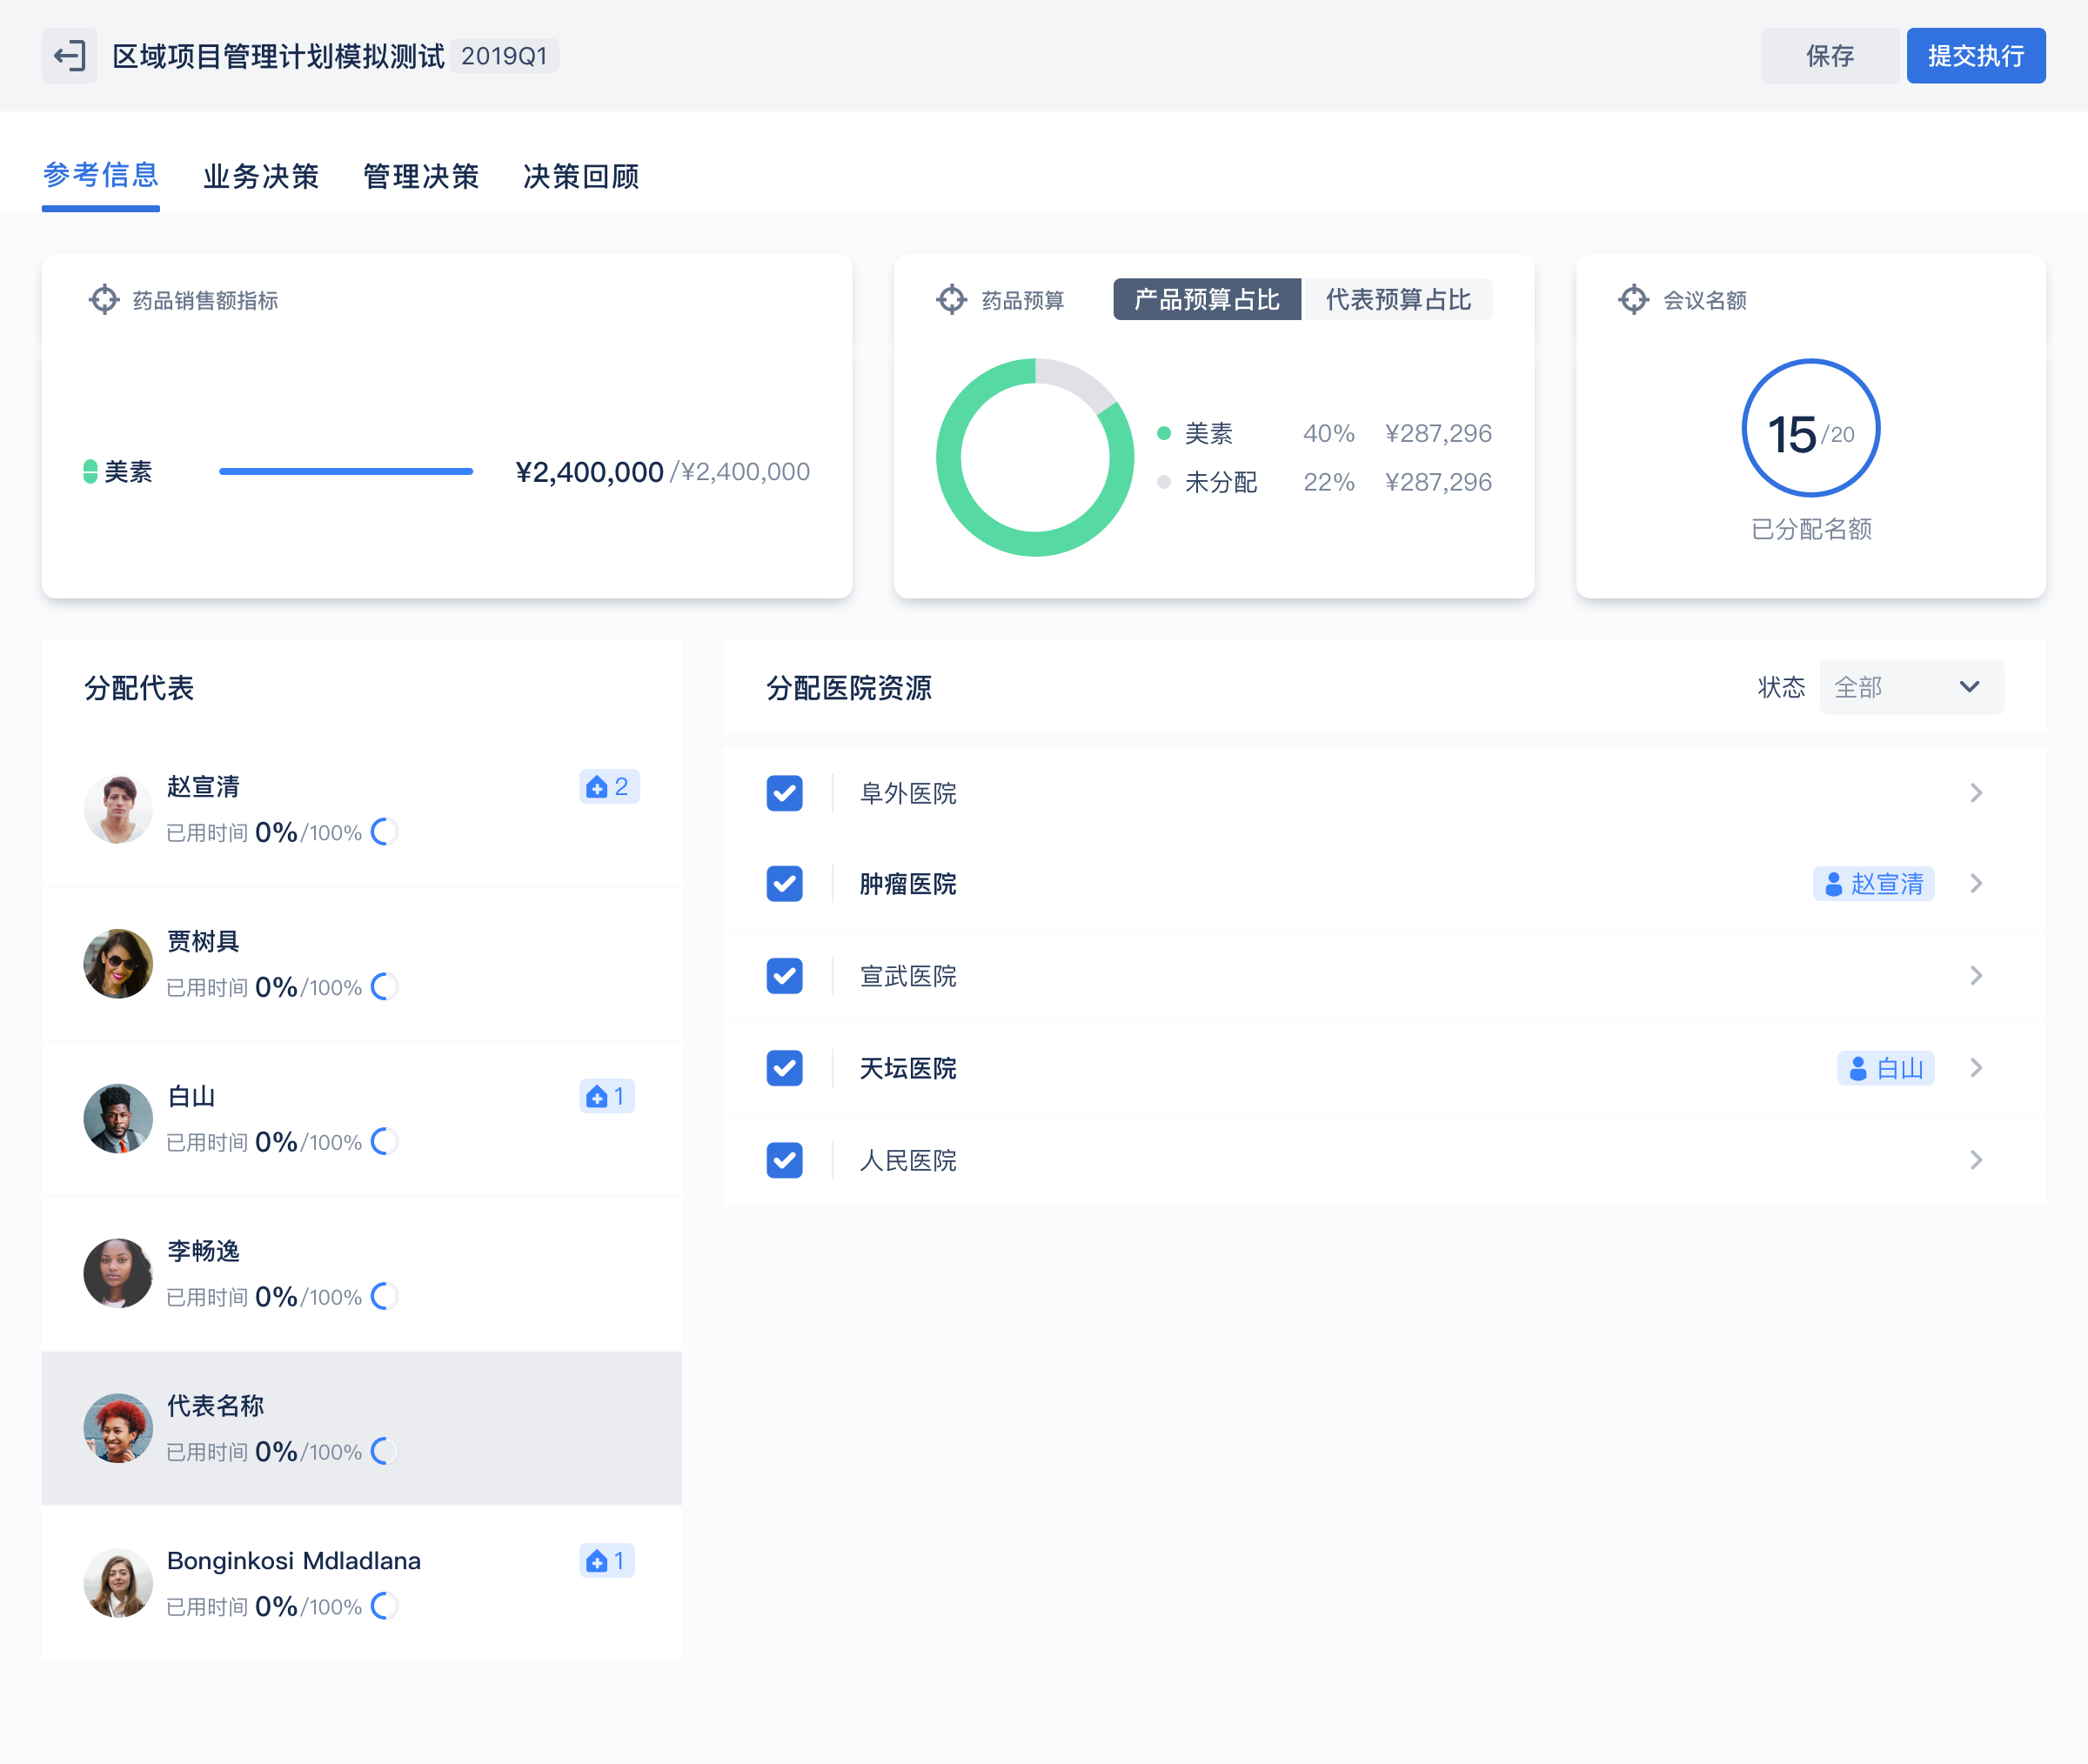 区域项目管理计划模拟测试 2019Q1 保存 提交执行
参考信息 业务决策 管理决策 决策回顾
药品销售额指标
美素 ¥2,400,000 /¥2,400,000
药品预算 产品预算占比 代表预算占比
美素 40% ¥287,296
未分配 22% ¥287,296
会议名额
15/20
已分配名额
分配代表
赵宣清 2
已用时间 0%/100%
贾树具
已用时间 0%/100%
白山 1
已用时间 0%/100%
李畅逸
已用时间 0%/100%
代表名称
已用时间 0%/100%
Bonginkosi Mdladlana 1
已用时间 0%/100%
分配医院资源 状态 全部
阜外医院
肿瘤医院 赵宣清
宣武医院
天坛医院 白山
人民医院